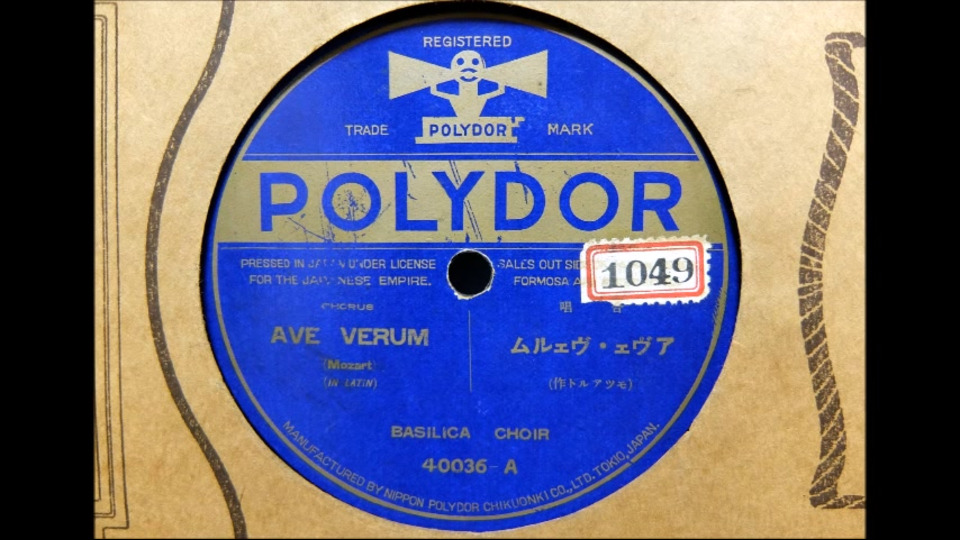 REGISTERED
TRADE POLYDOR MARK
POLYDOR
PRESSED IN JAPAN UNDER LICENSE
FOR THE JAPANESE EMPIRE.
SALES OUT
FORMOSA
1049
CHORUS
AVE VERUM
(Mozart)
(IN LATIN)
唱
ムルェヴ・ェヴア
(作トルアツモ)
BASILICA CHOIR
40036-A
MANUFACTURED BY NIPPON POLYDOR CHIKUONKI CO., LTD. TOKIO, JAPAN.